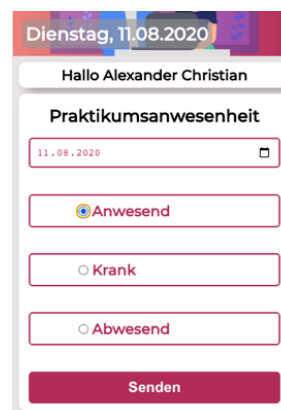 Dienstag, 11.08.2020
Hallo Alexander Christian
Praktikumsanwesenheit
11.08.2020
Anwesend
Krank
Abwesend
Senden